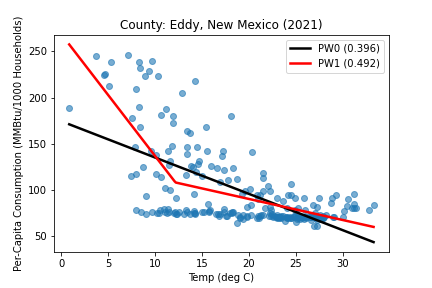 County: Eddy, New Mexico (2021)
PW0 (0.396)
PW1 (0.492)
Per-Capita Consumption (MMBtu/1000 Households)
250
200
150
100
50
0 5 10 15 20 25 30
Temp (deg C)